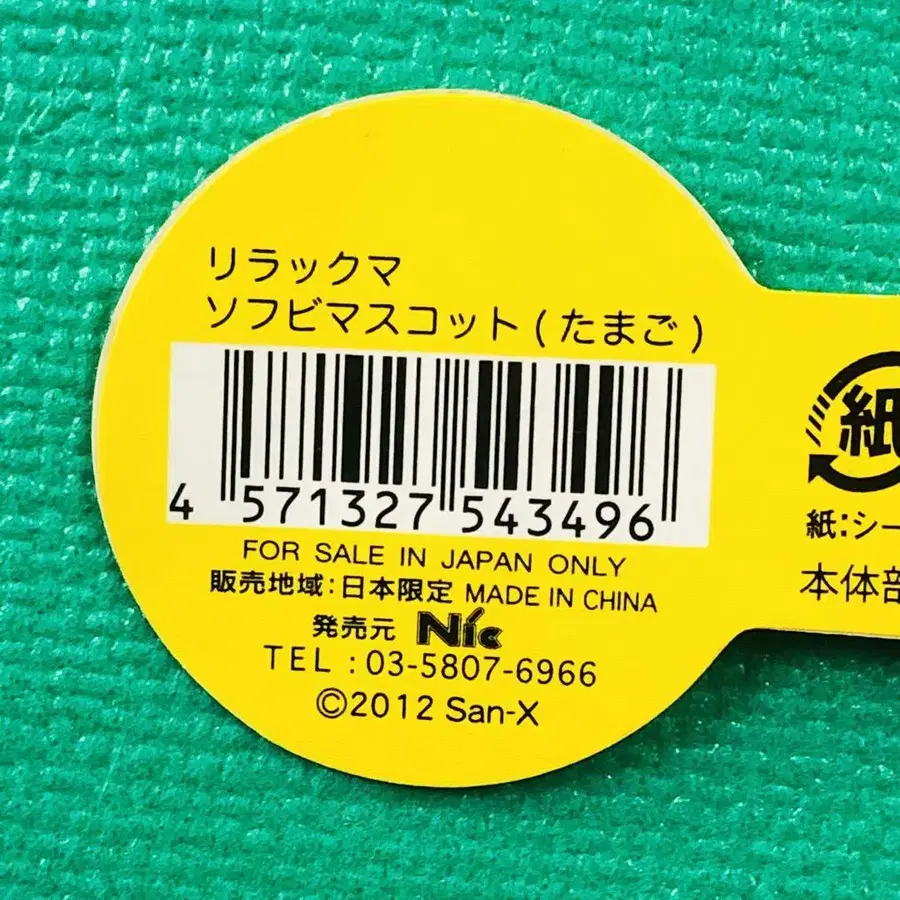 リラックマ
ソフビマスコット(たまご)
4 571327 543496
FOR SALE IN JAPAN ONLY
販売地域:日本限定 MADE IN CHINA
発売元 Nic
TEL:03-5807-6966
©2012 San-X
紙
紙:シー
本体部